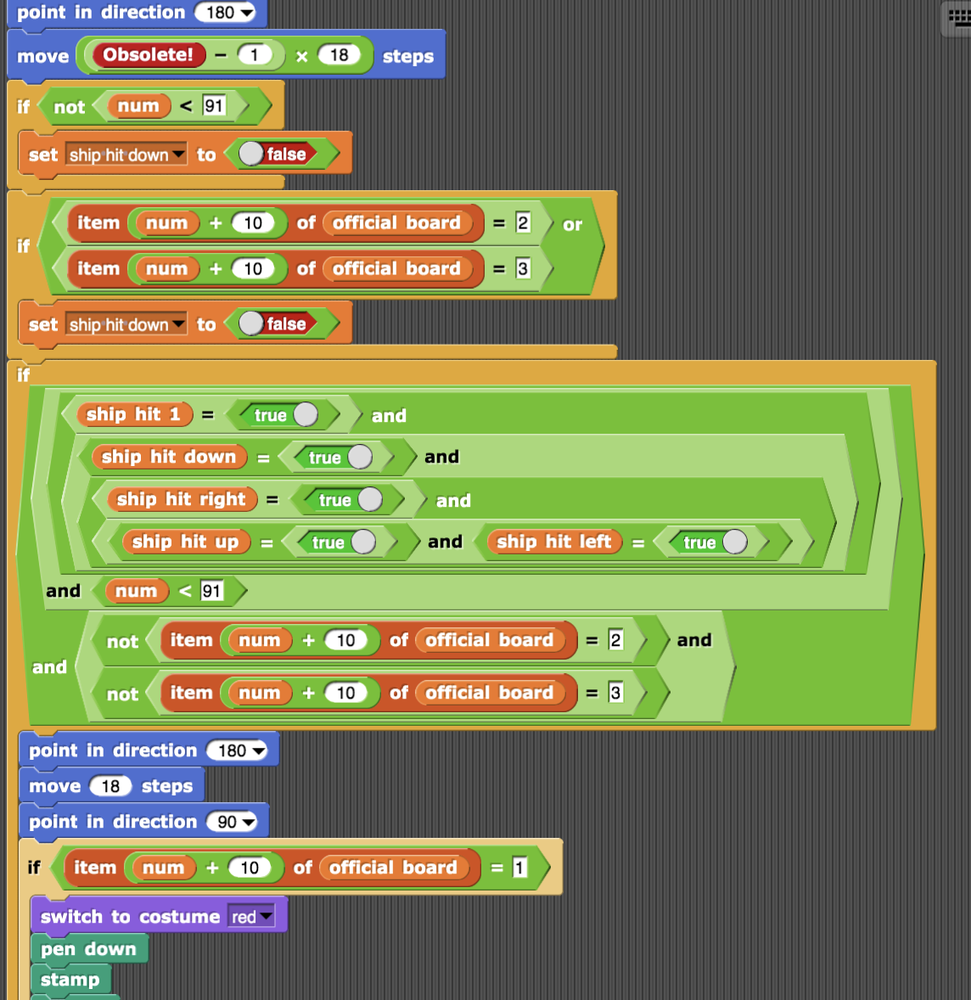 point in direction 180
move Obsolete! - 1 × 18 steps
if not num < 91
set ship hit down to false
if
item num + 10 of official board = 2 or
item num + 10 of official board = 3
set ship hit down to false
if
ship hit 1 = true and
ship hit down = true and
ship hit right = true and
ship hit up = true and ship hit left = true
and num < 91
not item num + 10 of official board = 2 and
and
not item num + 10 of official board = 3
point in direction 180
move 18 steps
point in direction 90
if item num + 10 of official board = 1
switch to costume red
pen down
stamp